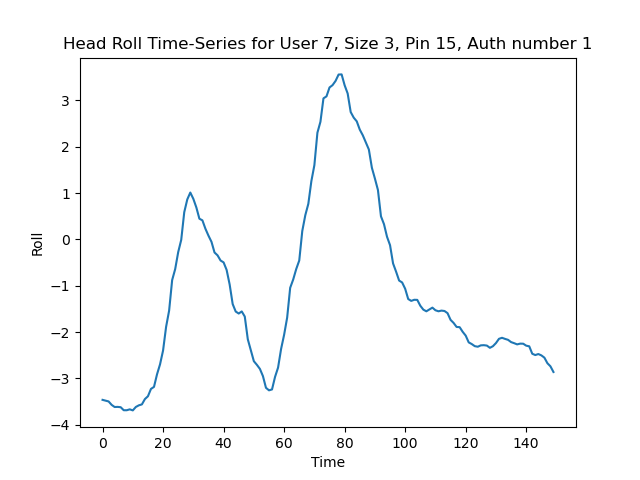 Head Roll Time-Series for User 7, Size 3, Pin 15, Auth number 1
Roll
3
2
1
0
−1
−2
−3
−4
0 20 40 60 80 100 120 140
Time